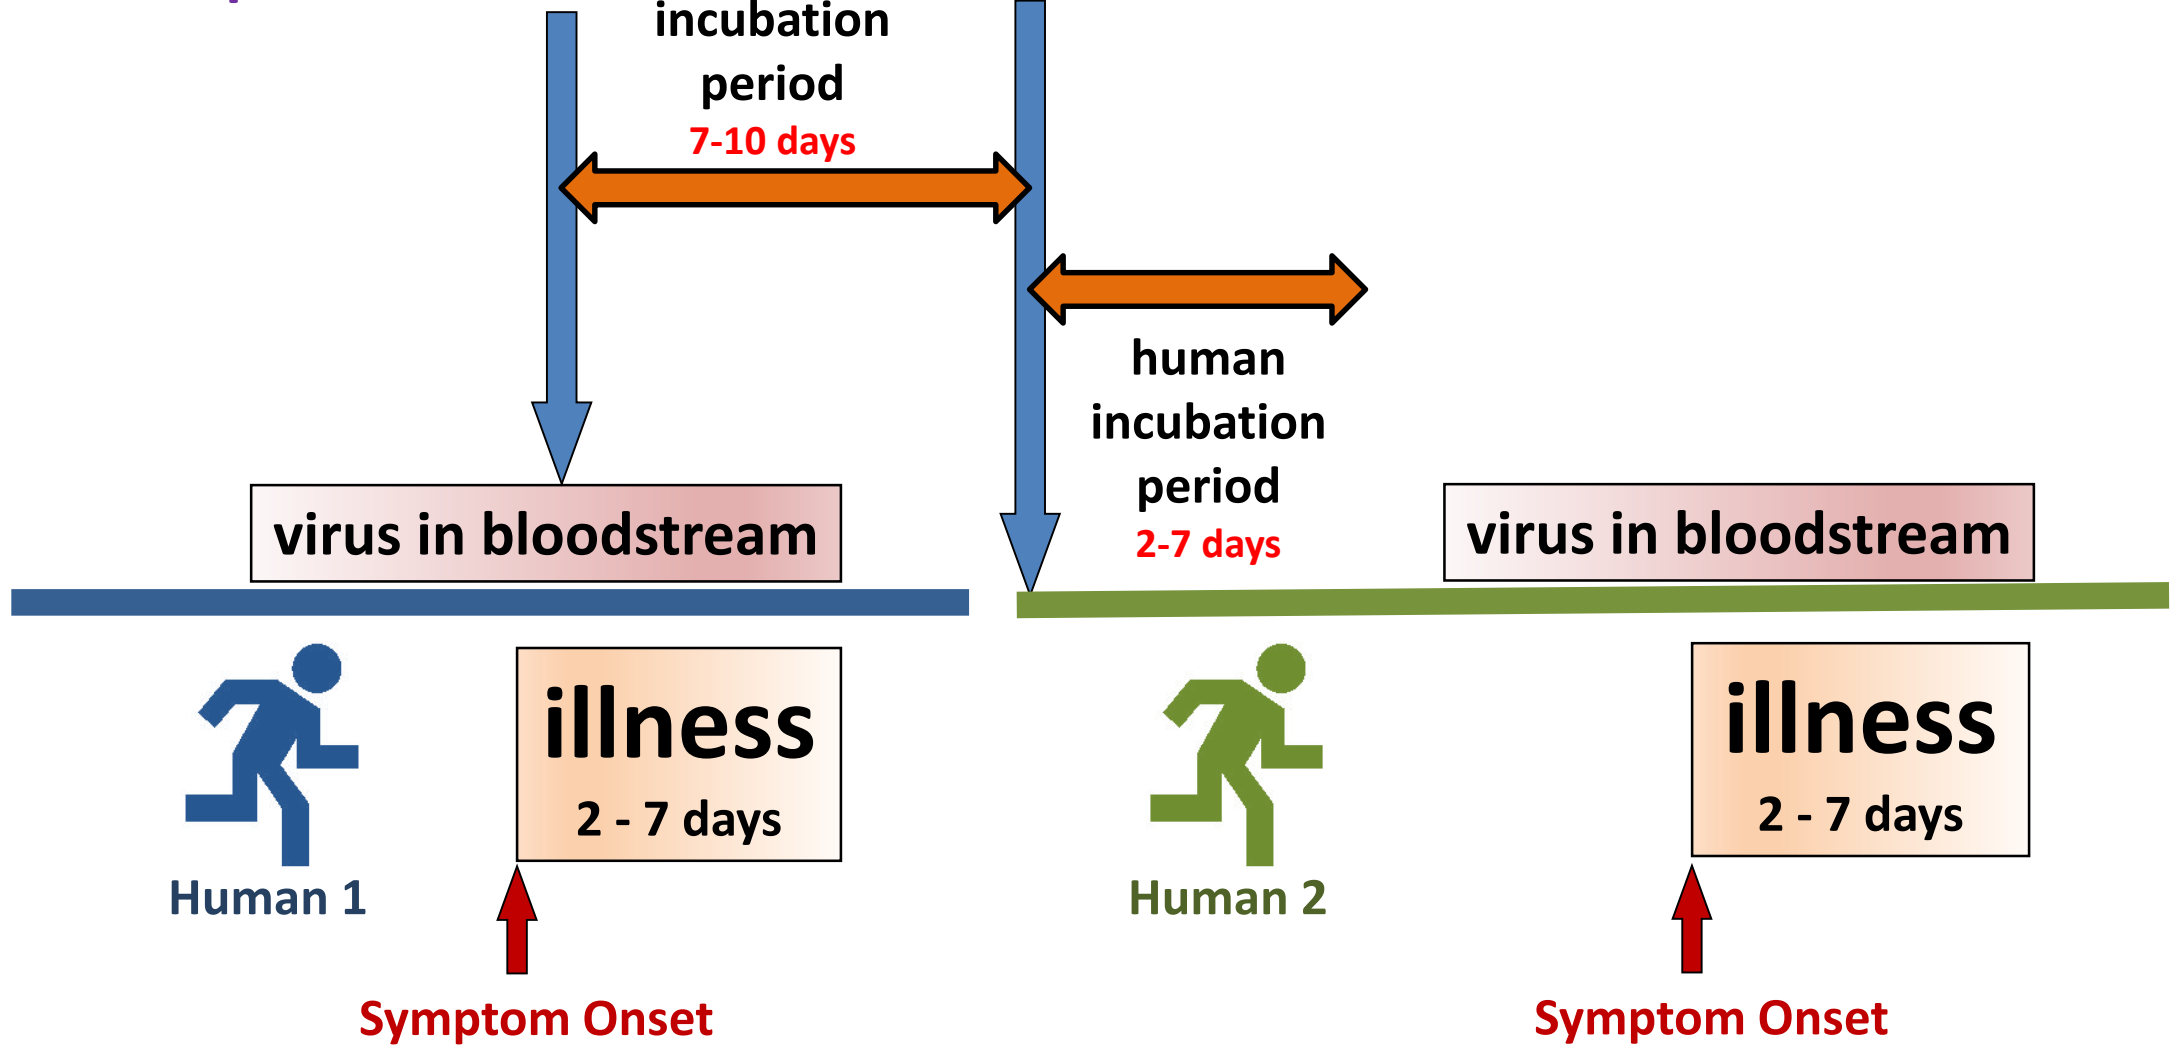 incubation
period
7-10 days
human
incubation
period
2-7 days
virus in bloodstream
virus in bloodstream
illness
2 - 7 days
illness
2 - 7 days
Human 1
Human 2
Symptom Onset
Symptom Onset